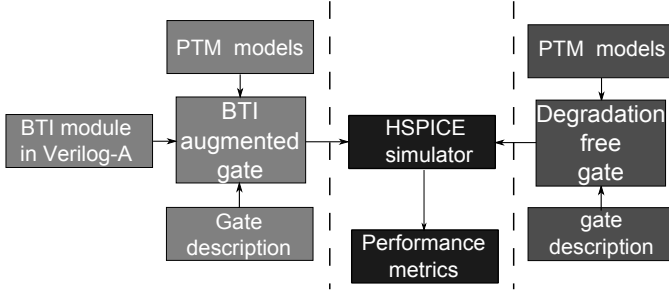 PTM models
BTI module
in Verilog-A
BTI
augmented
gate
Gate
description
HSPICE
simulator
Performance
metrics
PTM models
Degradation
free
gate
gate
description